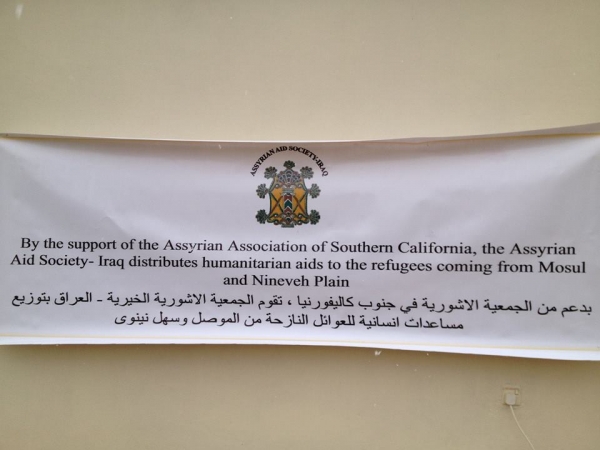 ASSYRIAN AID SOCIETY-IRAQ
By the support of the Assyrian Association of Southern California, the Assyrian
Aid Society- Iraq distributes humanitarian aids to the refugees coming from Mosul
and Nineveh Plain
بدعم من الجمعية الاشورية في جنوب كاليفورنيا ، تقوم الجمعية الاشورية الخيرية - العراق بتوزيع
مساعدات انسانية للعوائل النازحة من الموصل وسهل نينوى